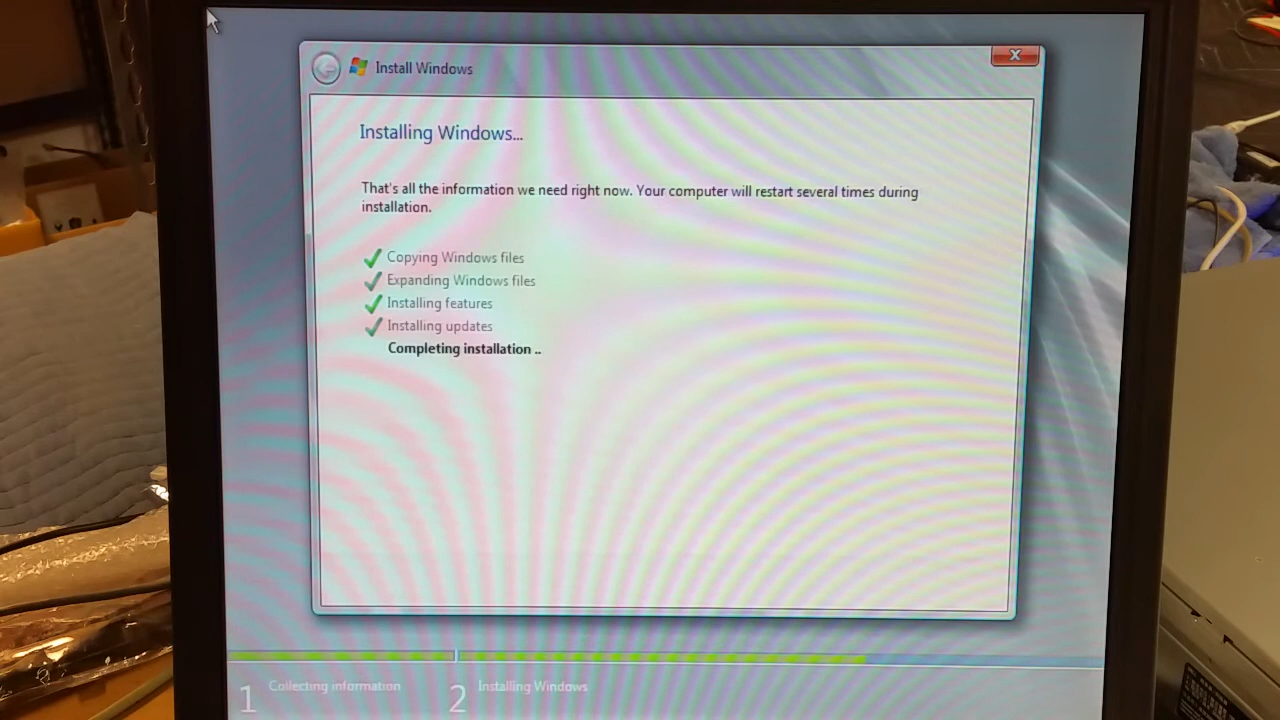 Install Windows
Installing Windows...
That's all the information we need right now. Your computer will restart several times during
installation.
Copying Windows files
Expanding Windows files
Installing features
Installing updates
Completing installation ..
1 Collecting information 2 Installing Windows